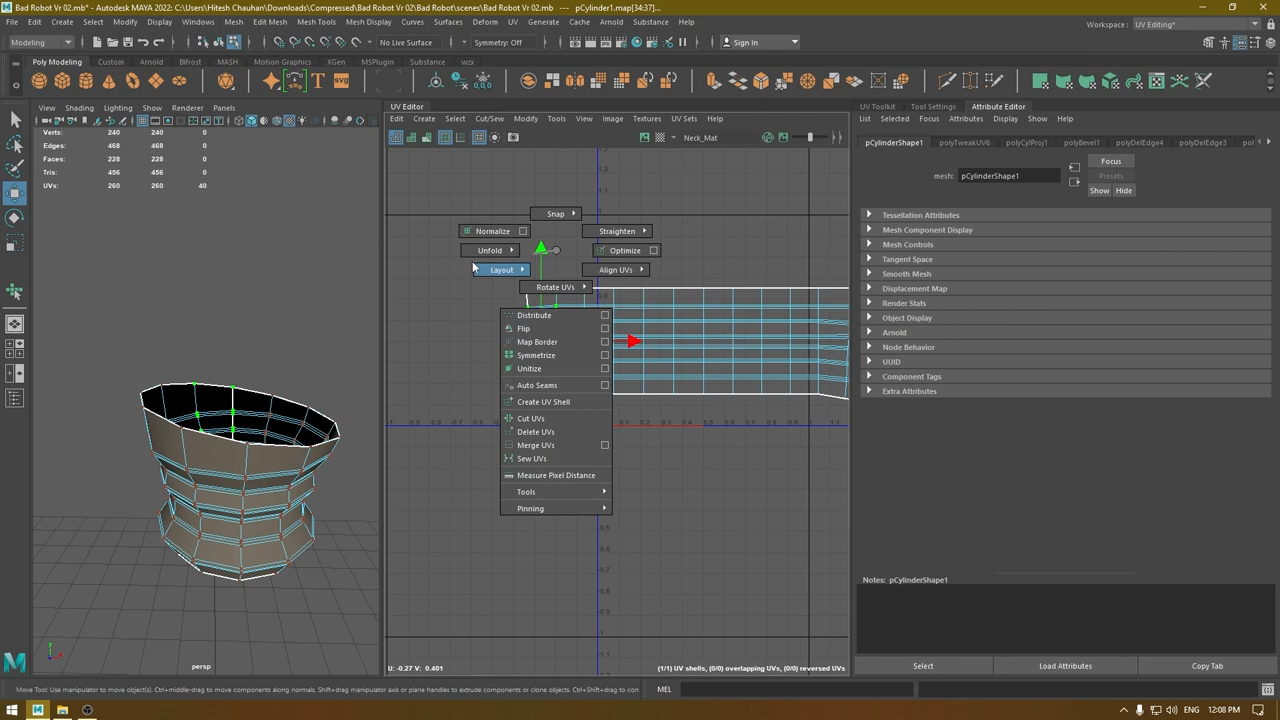 Bad Robot Vr 02.mb* - Autodesk MAYA 2022: C:\Users\Hitesh Chauhan\Downloads\Compressed\Bad Robot Vr 02\Bad Robot\scenes\Bad Robot Vr 02.mb --- pCylinder1.map[34:37]...
File Edit Create Select Modify Display Windows Mesh Edit Mesh Mesh Tools Mesh Display Curves Surfaces Deform UV Generate Cache Arnold Substance Help
Workspace : UV Editing*
Modeling No Live Surface Symmetry: Off Sign In
Poly Modeling Custom Arnold Bifrost MASH Motion Graphics XGen MSPlugin Substance wzx
UV Editor
UV Toolkit Tool Settings Attribute Editor
View Shading Lighting Show Renderer Panels
Edit Create Select Cut/Sew Modify Tools View Image Textures UV Sets Help
List Selected Focus Attributes Display Show Help
Neck_Mat
pCylinderShape1 polyTweakUV6 polyCylProj1 polyBevel1 polyDelEdge4 polyDelEdge3 pol
Verts: 240 240 0
Edges: 468 468 0
Faces: 228 228 0
Tris: 456 456 0
UVs: 260 260 40
Focus
mesh: pCylinderShape1 Presets
Show Hide
Snap
Normalize Straighten
Unfold Optimize
Layout Align UVs
Rotate UVs
Distribute
Flip
Map Border
Symmetrize
Unitize
Auto Seams
Create UV Shell
Cut UVs
Delete UVs
Merge UVs
Sew UVs
Measure Pixel Distance
Tools
Pinning
Tessellation Attributes
Mesh Component Display
Mesh Controls
Tangent Space
Smooth Mesh
Displacement Map
Render Stats
Object Display
Arnold
Node Behavior
UUID
Component Tags
Extra Attributes
Notes: pCylinderShape1
persp
U: -0.27 V: 0.401 (1/1) UV shells, (0/0) overlapping UVs, (0/0) reversed UVs
Select Load Attributes Copy Tab
Move Tool: Use manipulator to move object(s). Ctrl+middle-drag to move components along normals. Shift+drag manipulator axis or plane handles to extrude components or clone objects. Ctrl+Shift+drag to con
MEL
ENG 12:08 PM